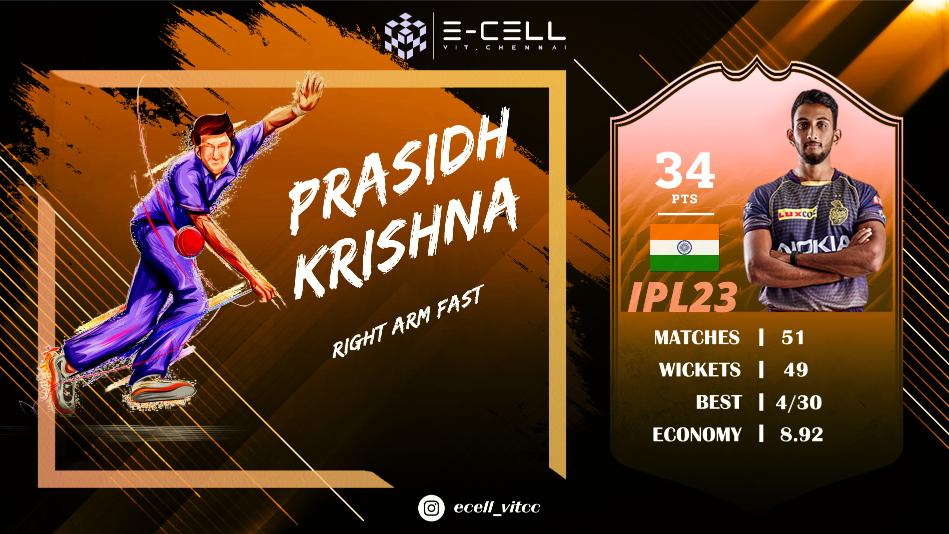 E-CELL
VIT, CHENNAI
PRASIDH
KRISHNA
RIGHT ARM FAST
34
PTS
LUXCO
NOKIA
IPL23
MATCHES | 51
WICKETS | 49
BEST | 4/30
ECONOMY | 8.92
ecell_vitcc